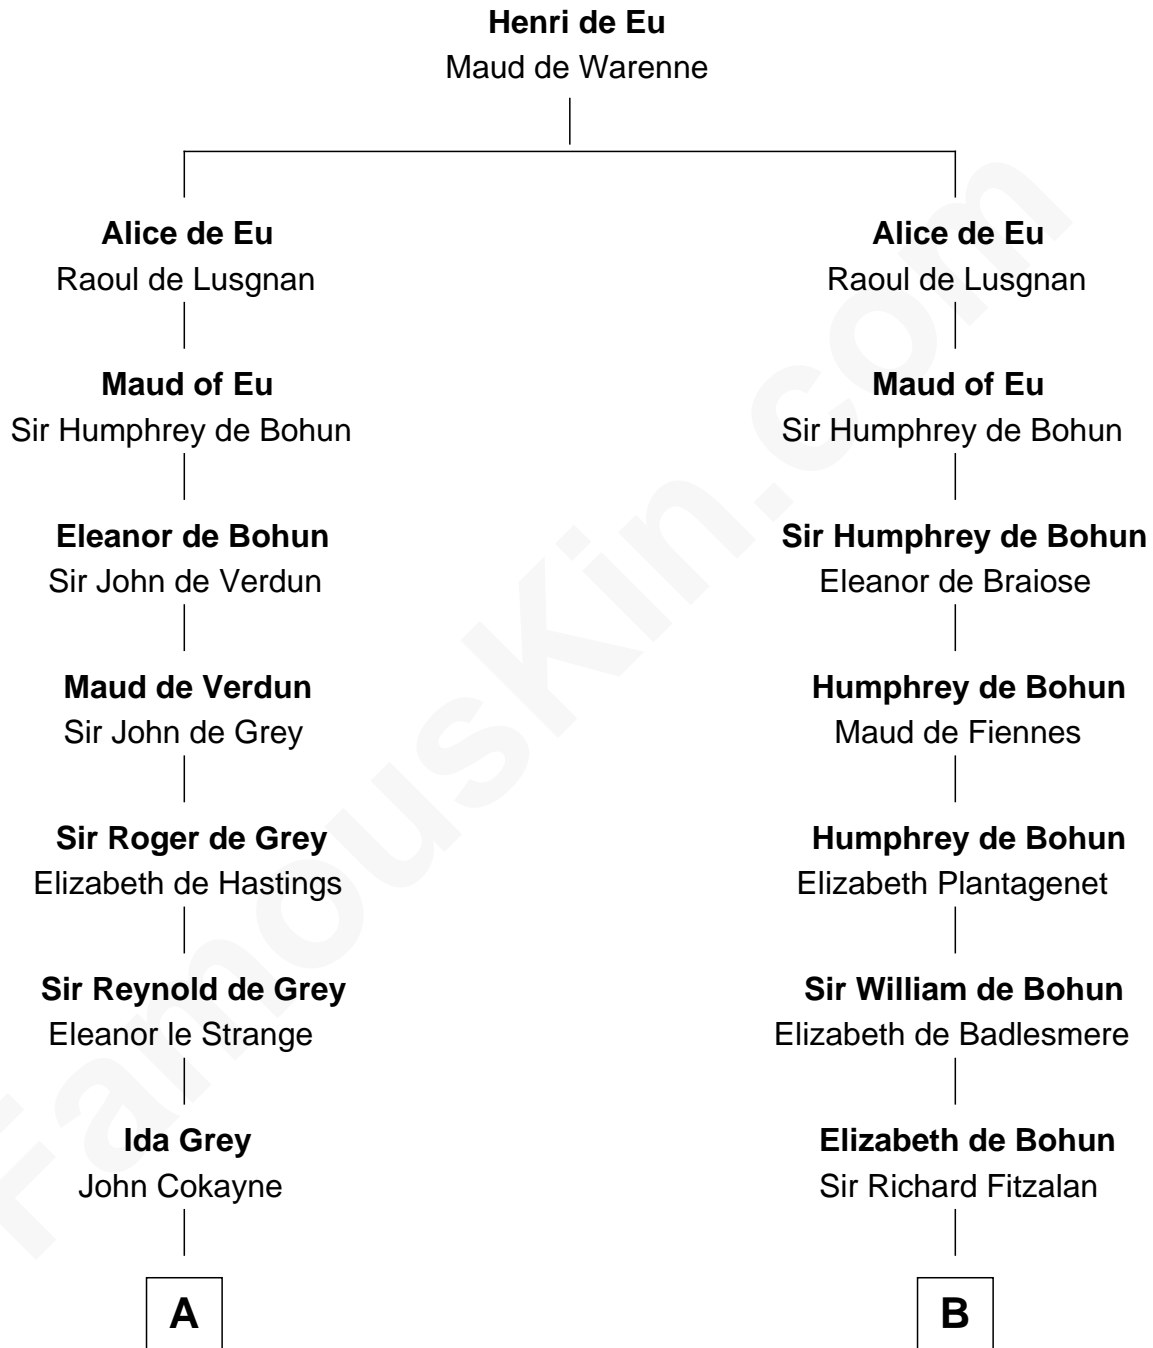 Henri de Eu
Maud de Warenne
Alice de Eu
Raoul de Lusgnan
Maud of Eu
Sir Humphrey de Bohun
Eleanor de Bohun
Sir John de Verdun
Maud de Verdun
Sir John de Grey
Sir Roger de Grey
Elizabeth de Hastings
Sir Reynold de Grey
Eleanor le Strange
Ida Grey
John Cokayne
A
Alice de Eu
Raoul de Lusgnan
Maud of Eu
Sir Humphrey de Bohun
Sir Humphrey de Bohun
Eleanor de Braiose
Humphrey de Bohun
Maud de Fiennes
Humphrey de Bohun
Elizabeth Plantagenet
Sir William de Bohun
Elizabeth de Badlesmere
Elizabeth de Bohun
Sir Richard Fitzalan
B
FamousKin.com